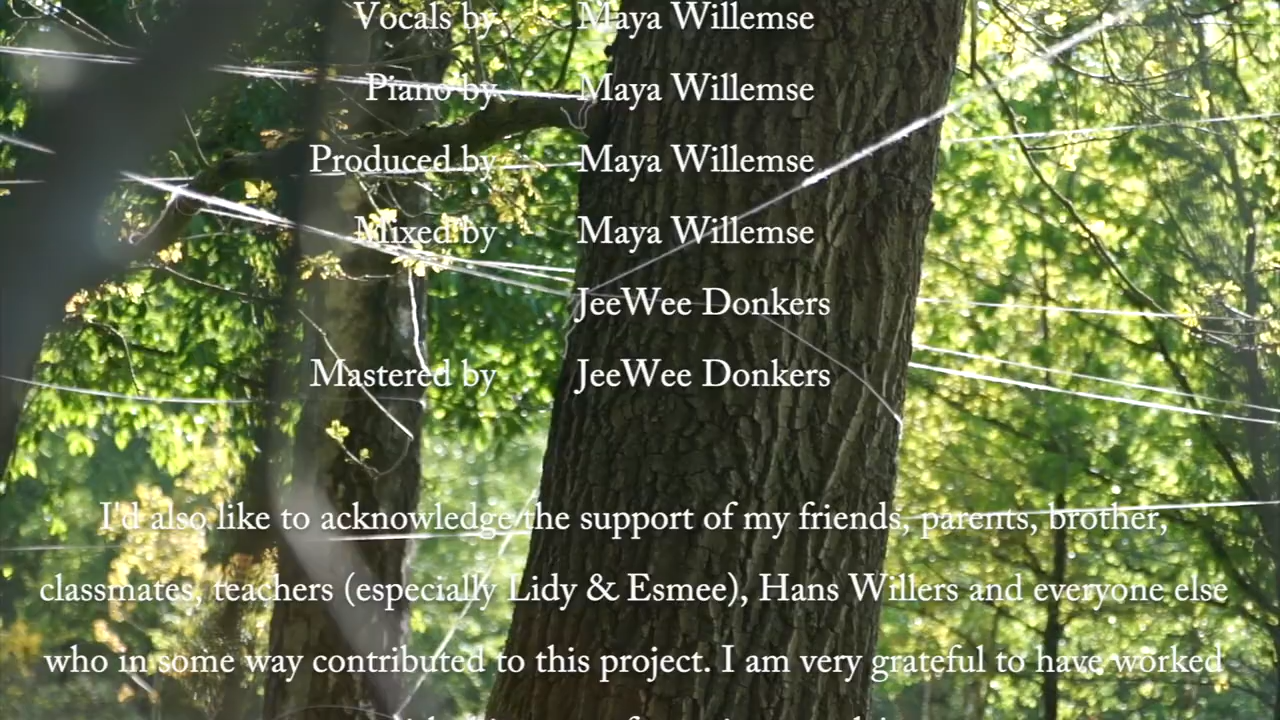 Vocals by Maya Willemse
Piano by Maya Willemse
Produced by Maya Willemse
Mixed by Maya Willemse
JeeWee Donkers
Mastered by JeeWee Donkers
I'd also like to acknowledge the support of my friends, parents, brother,
classmates, teachers (especially Lidy & Esmee), Hans Willers and everyone else
who in some way contributed to this project. I am very grateful to have worked